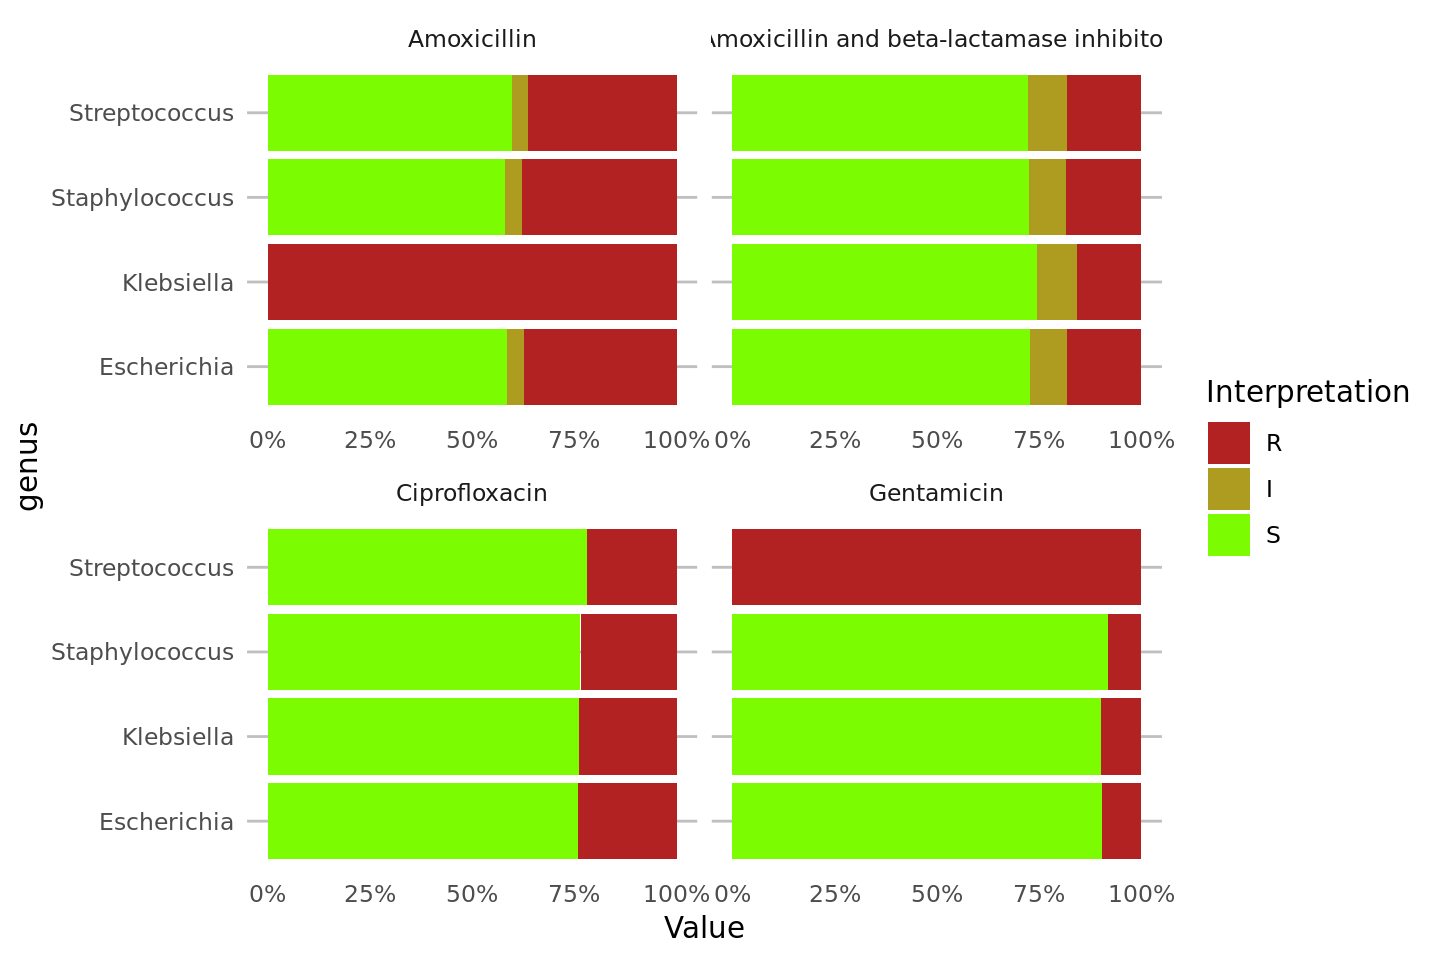 Amoxicillin
Amoxicillin and beta-lactamase inhibito
Streptococcus
Staphylococcus
Klebsiella
Escherichia
0% 25% 50% 75% 100% 0% 25% 50% 75% 100%
Ciprofloxacin
Gentamicin
Streptococcus
Staphylococcus
Klebsiella
Escherichia
0% 25% 50% 75% 100% 0% 25% 50% 75% 100%
Value
genus
Interpretation
R
I
S